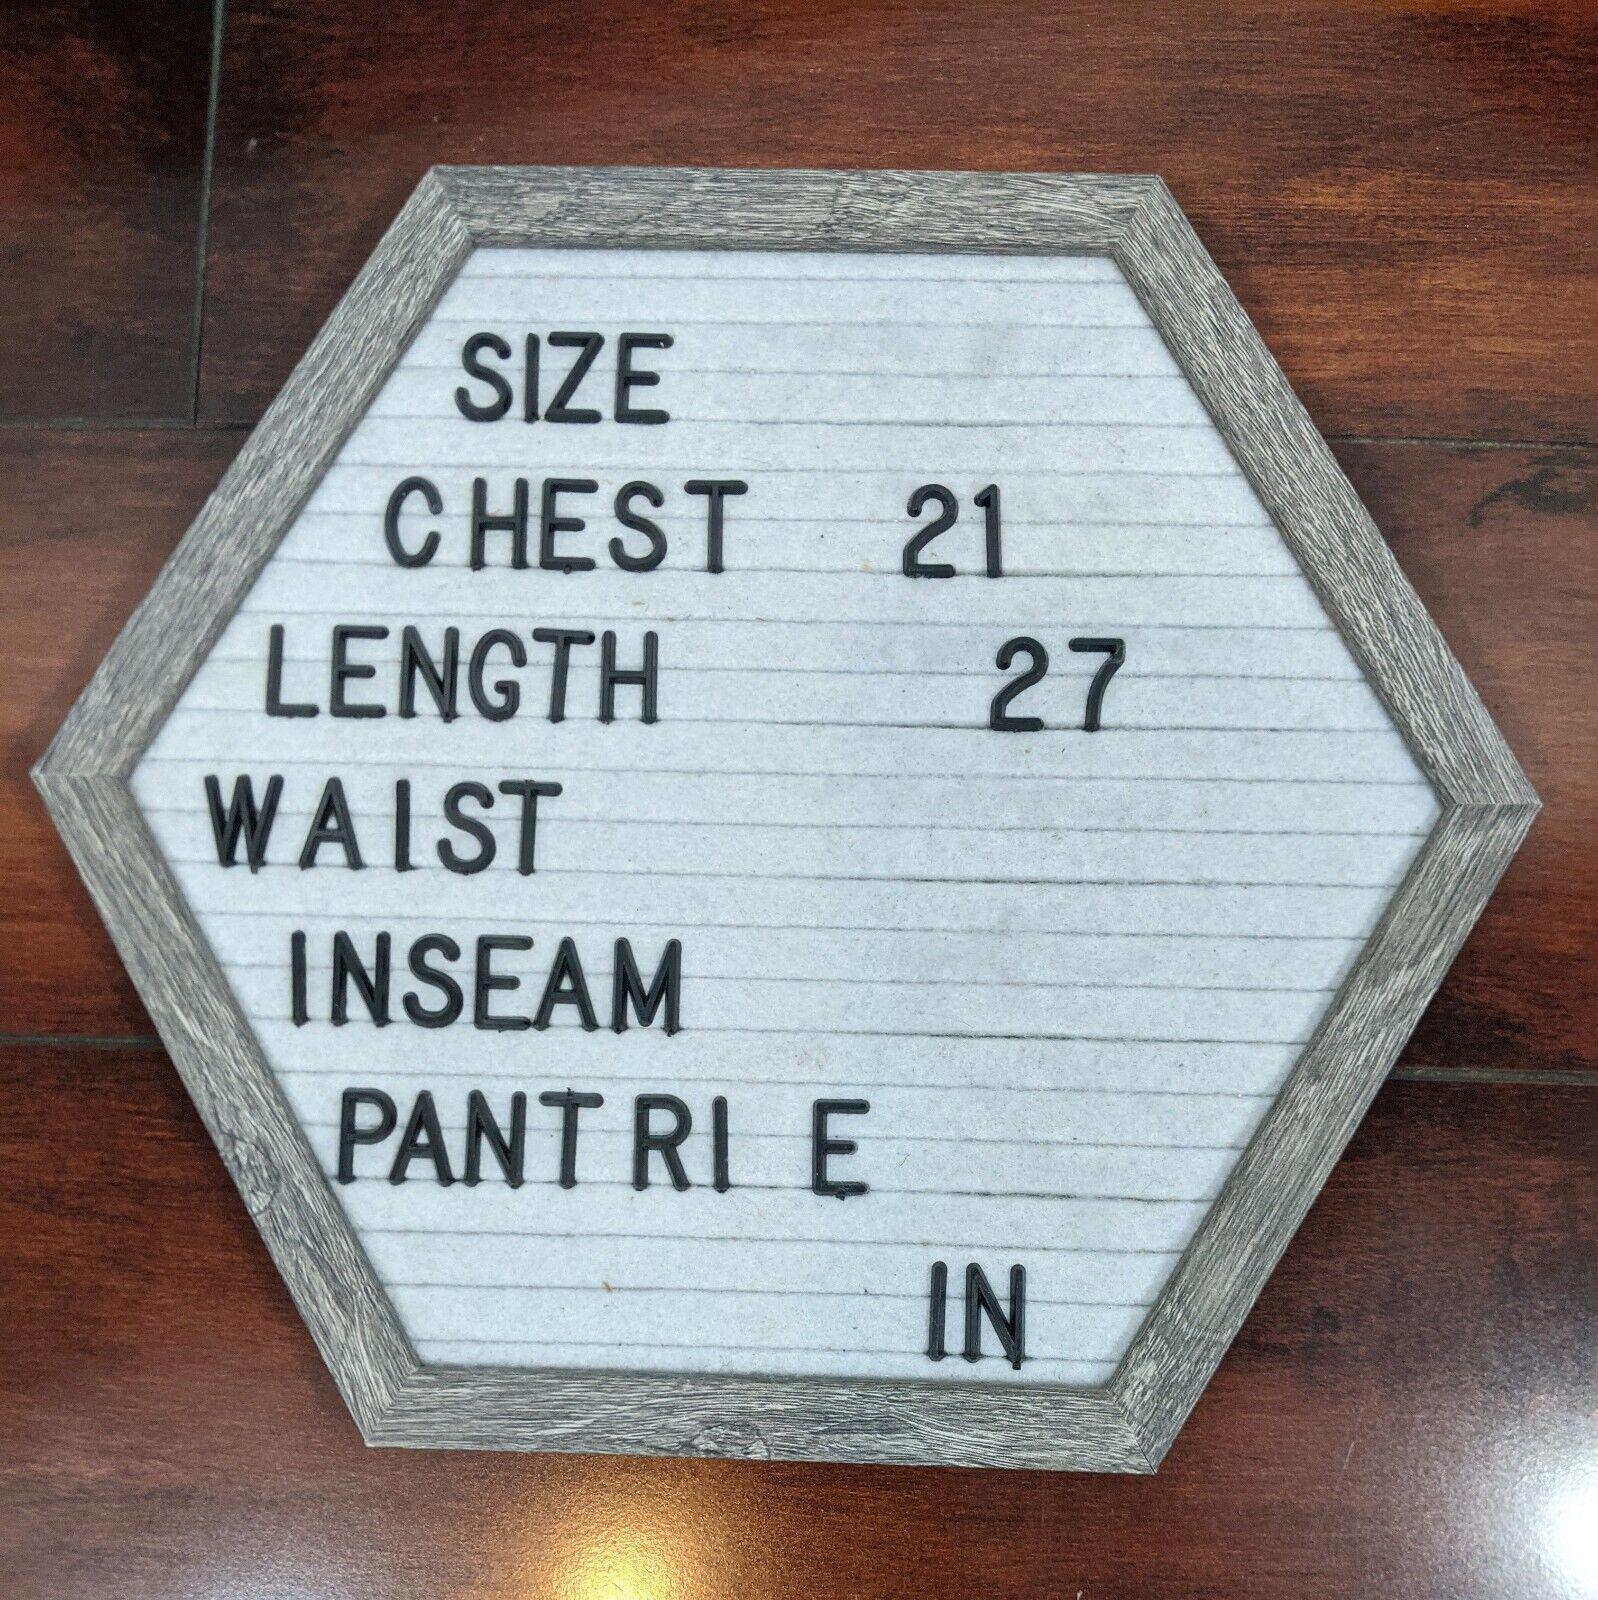 SIZE
CHEST 21
LENGTH 27
WAIST
INSEAM
PANT RI E
IN